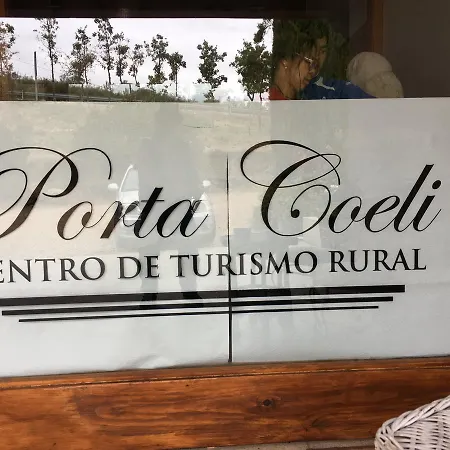 Porta Coeli
ENTRO DE TURISMO RURAL